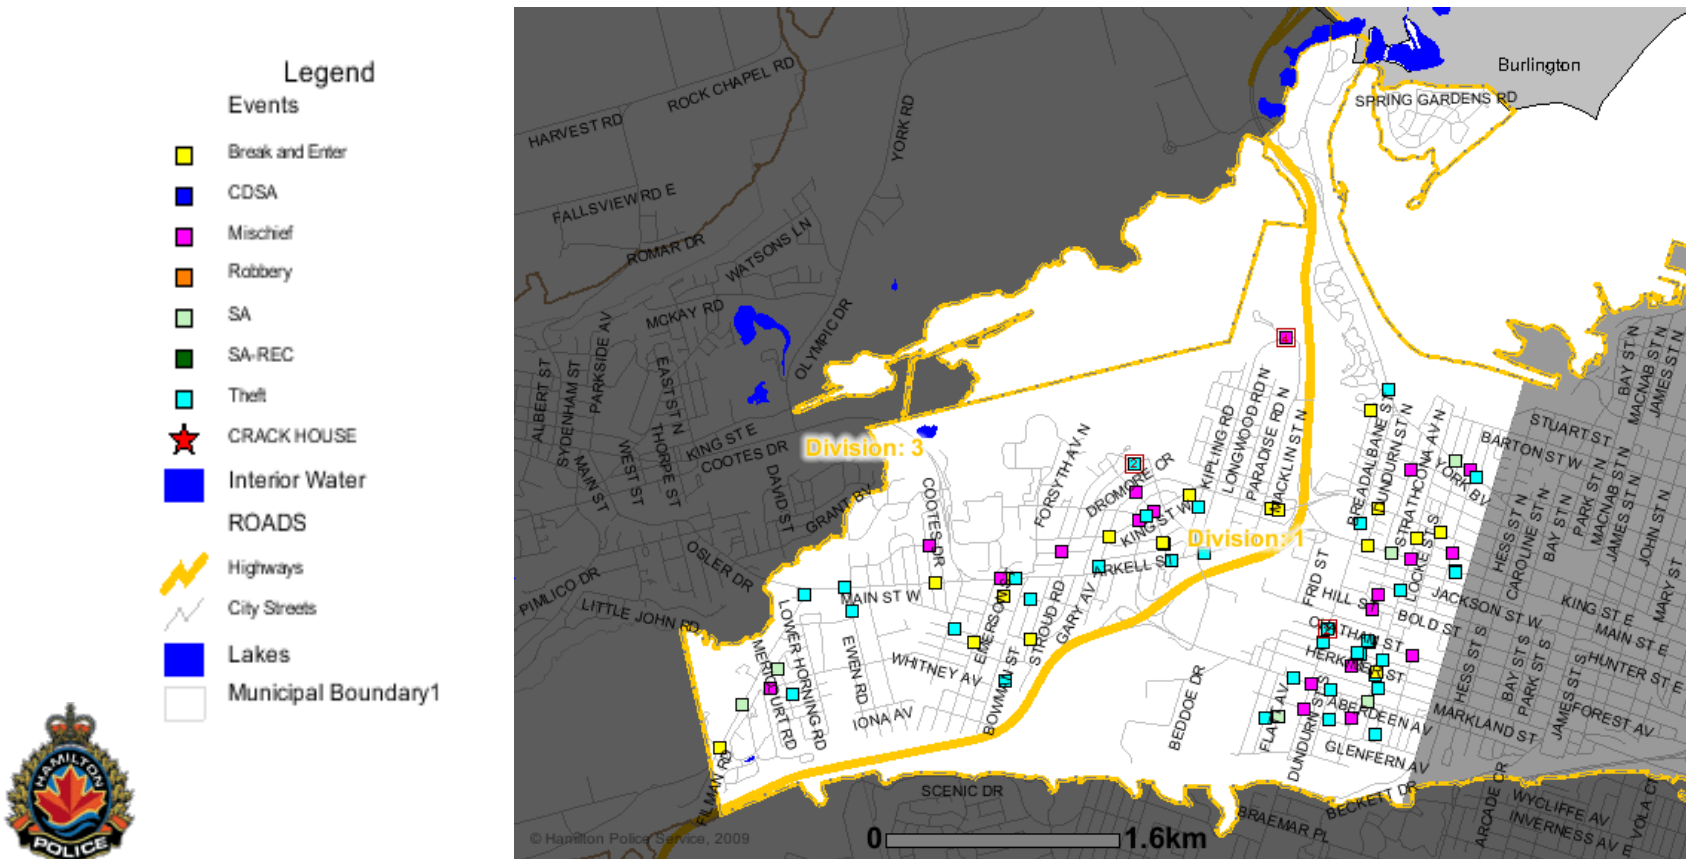 Legend
Events
Break and Enter
CDSA
Mischief
Robbery
SA
SA-REC
Theft
CRACK HOUSE
Interior Water
ROADS
Highways
City Streets
Lakes
Municipal Boundary1
HAMILTON
POLICE
Burlington
SPRING GARDENS RD
ROCK CHAPEL RD
HARVEST RD
YORK RD
FALLSVIEW RD E
ROMAR DR
WATSONS LN
MCKAY RD
OLYMPIC DR
ALBERT ST
SYDENHAM ST
PARKSIDE AV
EAST ST N
THORPE ST
WEST ST
MAIN ST
KING ST E
COOTES DR
DAVID ST
GRANT BV
OSLER DR
PIMLICO DR
LITTLE JOHN RD
Division: 3
COOTES DR
FORSYTH AV N
DROMORE CR
KING ST W
KIPLING RD
LONGWOOD RD N
PARADISE RD N
MACKLIN ST N
Division: 1
ARKELL ST
MAIN ST W
LOWER HORNING RD
EWEN RD
WHITNEY AV
IONA AV
BOWMAN ST
STROUD RD
GARY AV
BEDDOE DR
FRID ST
HILL ST
BOLD ST
JACKSON ST W
ABERDEEN AV
GLENFERN AV
MARKLAND ST
FOREST AV
HUNTER ST E
MAIN ST E
KING ST E
BARTON ST W
STUART ST
YORK BV
STRATHCONA AV N
DUNDURN ST N
LOCKE ST S
HESS ST N
CAROLINE ST N
BAY ST N
PARK ST N
MACNAB ST N
JAMES ST N
JOHN ST N
MARY ST
BAY ST N
MACNAB ST N
JAMES ST N
HESS ST S
BAY ST S
PARK ST S
JAMES ST S
SCENIC DR
BRAEMAR PL
BECKETT DR
ARCADE CR
WYCLIFFE AV
INVERNESS AV E
© Hamilton Police Service, 2009
0
1.6km